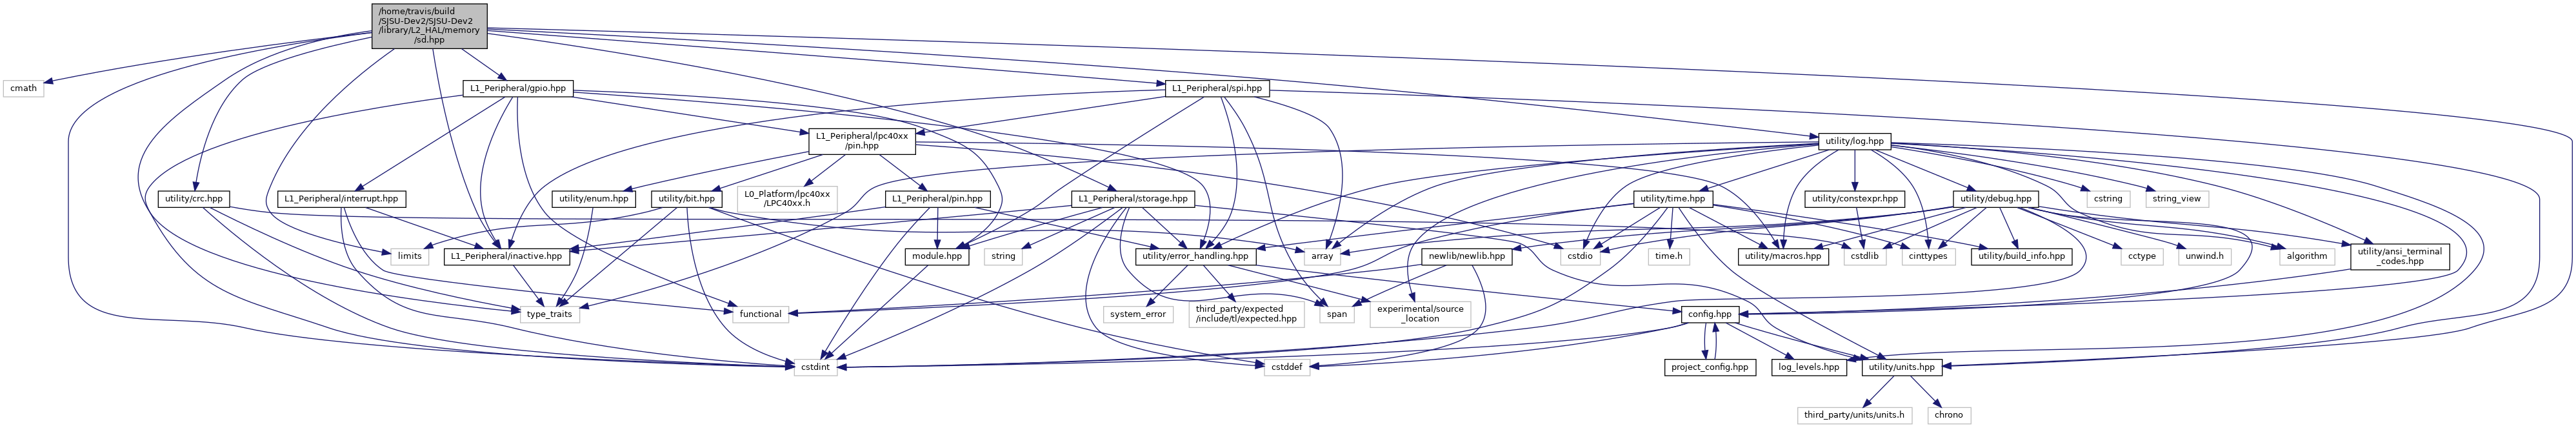 /home/travis/build
/SJSU-Dev2/SJSU-Dev2
/library/L2_HAL/memory
/sd.hpp
cmath
L1_Peripheral/gpio.hpp
L1_Peripheral/spi.hpp
L1_Peripheral/lpc40xx
/pin.hpp
utility/log.hpp
utility/crc.hpp
L1_Peripheral/interrupt.hpp
utility/enum.hpp
utility/bit.hpp
L0_Platform/lpc40xx
/LPC40xx.h
L1_Peripheral/pin.hpp
L1_Peripheral/storage.hpp
utility/time.hpp
utility/constexpr.hpp
utility/debug.hpp
cstring
string_view
limits
L1_Peripheral/inactive.hpp
module.hpp
string
utility/error_handling.hpp
array
newlib/newlib.hpp
cstdio
time.h
utility/macros.hpp
cstdlib
cinttypes
utility/build_info.hpp
cctype
unwind.h
algorithm
utility/ansi_terminal
_codes.hpp
type_traits
functional
system_error
third_party/expected
/include/tl/expected.hpp
span
experimental/source
_location
config.hpp
cstdint
cstddef
project_config.hpp
log_levels.hpp
utility/units.hpp
third_party/units/units.h
chrono